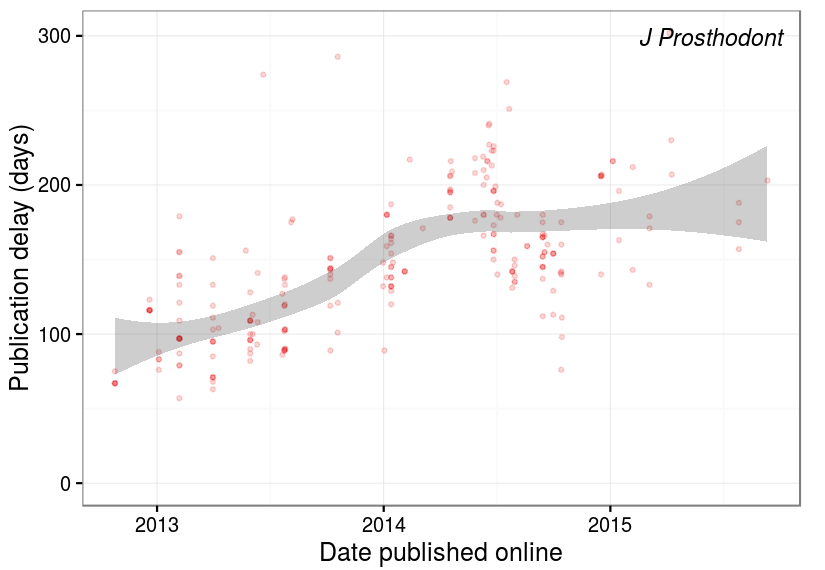 J Prosthodont
300
200
100
0
Publication delay (days)
2013 2014 2015
Date published online